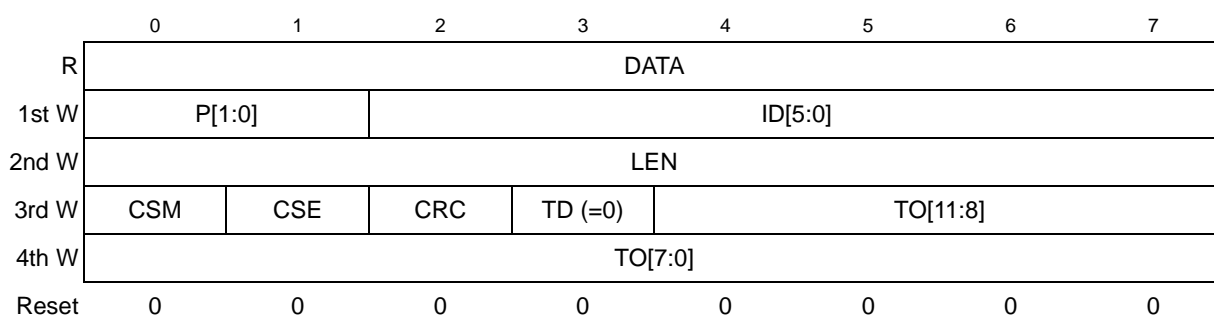 0 1 2 3 4 5 6 7
R DATA
1st W P[1:0] ID[5:0]
2nd W LEN
3rd W CSM CSE CRC TD (=0) TO[11:8]
4th W TO[7:0]
Reset 0 0 0 0 0 0 0 0